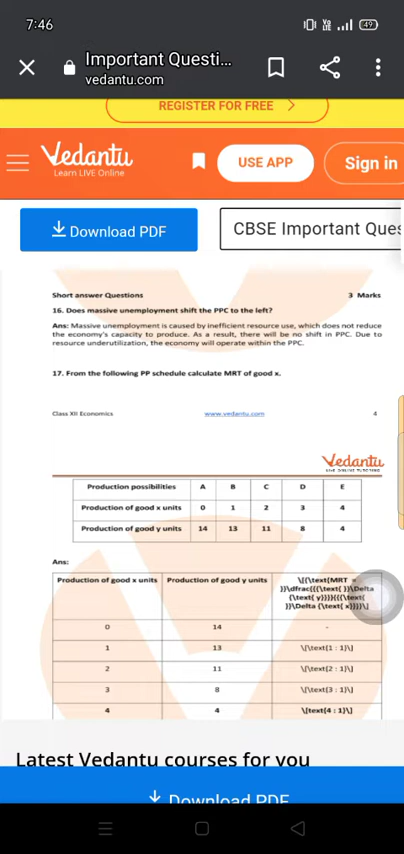 7:46
VoLTE 49
Important Questi...
vedantu.com
REGISTER FOR FREE
Vedantu
Learn LIVE Online
USE APP
Sign in
Download PDF
CBSE Important Ques
Short answer Questions 3 Marks
16. Does massive unemployment shift the PPC to the left?
Ans: Massive unemployment is caused by inefficient resource use, which does not reduce
the economy's capacity to produce. As a result, there will be no shift in PPC. Due to
resource underutilization, the economy will operate within the PPC.
17. From the following PP schedule calculate MRT of good x.
Class XII Economics www.vedantu.com 4
Vedantu
LIVE ONLINE TUTORING
Production possibilities A B C D E
Production of good x units 0 1 2 3 4
Production of good y units 14 13 11 8 4
Ans:
Production of good x units Production of good y units \[{\text{MRT =
}}\dfrac{{{\text{ }}\Delta
{\text{ y}}}}{{{\text{
}}\Delta {\text{ x}}}}\]
0 14 -
1 13 \[\text{1 : 1}\]
2 11 \[\text{2 : 1}\]
3 8 \[\text{3 : 1}\]
4 4 \[\text{4 : 1}\]
Latest Vedantu courses for you
Download PDF